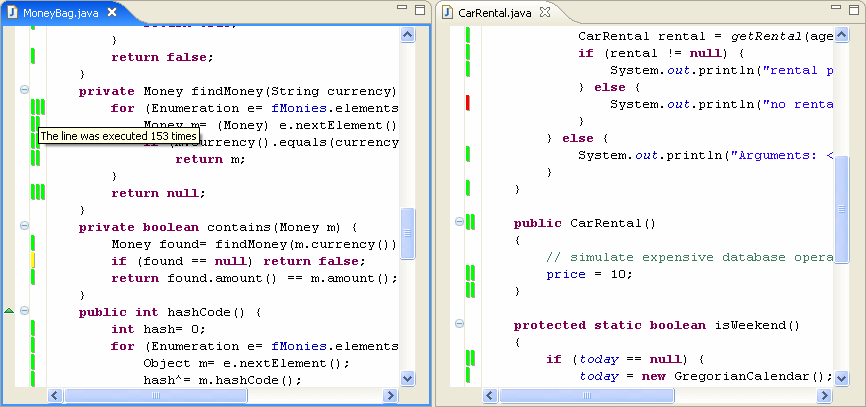 MoneyBag.java
}
return false;
}
private Money findMoney(String currency)
for (Enumeration e= fMonies.elements
Money m= (Money) e.nextElement()
The line was executed 153 times
if (m.currency().equals(currency
return m;
}
return null;
}
private boolean contains(Money m) {
Money found= findMoney(m.currency())
if (found == null) return false;
return found.amount() == m.amount();
}
public int hashCode() {
int hash= 0;
for (Enumeration e= fMonies.elements
Object m= e.nextElement();
hash^= m.hashCode();
CarRental.java
CarRental rental = getRental(age
if (rental != null) {
System.out.println("rental p
} else {
System.out.println("no renta
}
} else {
System.out.println("Arguments: <
}
}
public CarRental()
{
// simulate expensive database opera
price = 10;
}
protected static boolean isWeekend()
{
if (today == null) {
today = new GregorianCalendar();